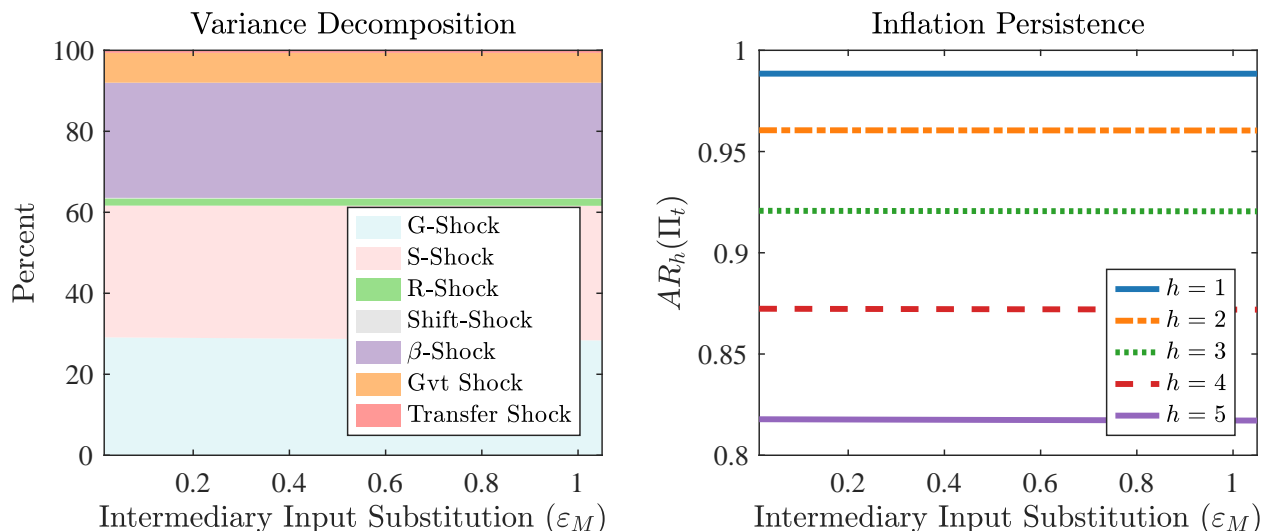 Variance Decomposition
100
80
60
40
20
0
Percent
G-Shock
S-Shock
R-Shock
Shift-Shock
β-Shock
Gvt Shock
Transfer Shock
0.2 0.4 0.6 0.8 1
Intermediary Input Substitution (ε_M)
Inflation Persistence
1
0.95
0.9
0.85
0.8
AR_h(Π_t)
h = 1
h = 2
h = 3
h = 4
h = 5
0.2 0.4 0.6 0.8 1
Intermediary Input Substitution (ε_M)